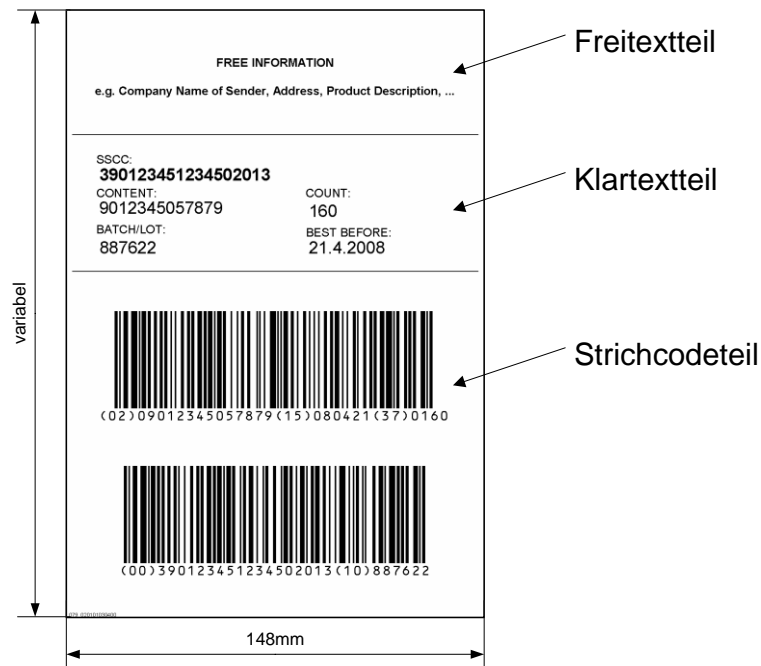 FREE INFORMATION
e.g. Company Name of Sender, Address, Product Description, ...
Freitextteil
SSCC:
390123451234502013
CONTENT:
9012345057879
COUNT:
160
BATCH/LOT:
887622
BEST BEFORE:
21.4.2008
Klartextteil
variabel
Strichcodeteil
(02)09012345057879(15)080421(37)0160
(00)390123451234502013(10)887622
148mm